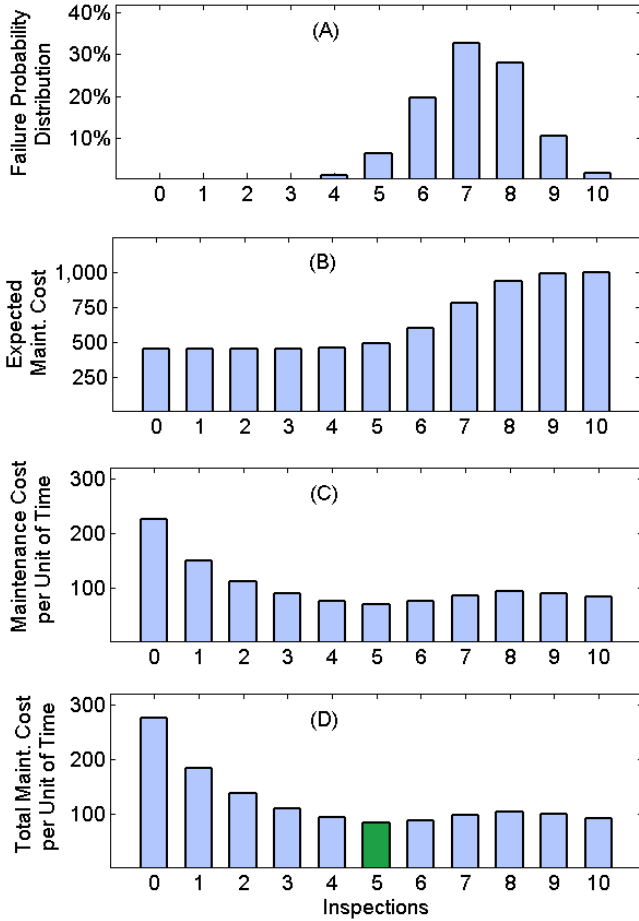 Failure Probability
Distribution
(A)
40%
30%
20%
10%
0 1 2 3 4 5 6 7 8 9 10
Expected
Maint. Cost
(B)
1,000
750
500
250
0 1 2 3 4 5 6 7 8 9 10
Maintenance Cost
per Unit of Time
(C)
300
200
100
0 1 2 3 4 5 6 7 8 9 10
Total Maint. Cost
per Unit of Time
(D)
300
200
100
0 1 2 3 4 5 6 7 8 9 10
Inspections